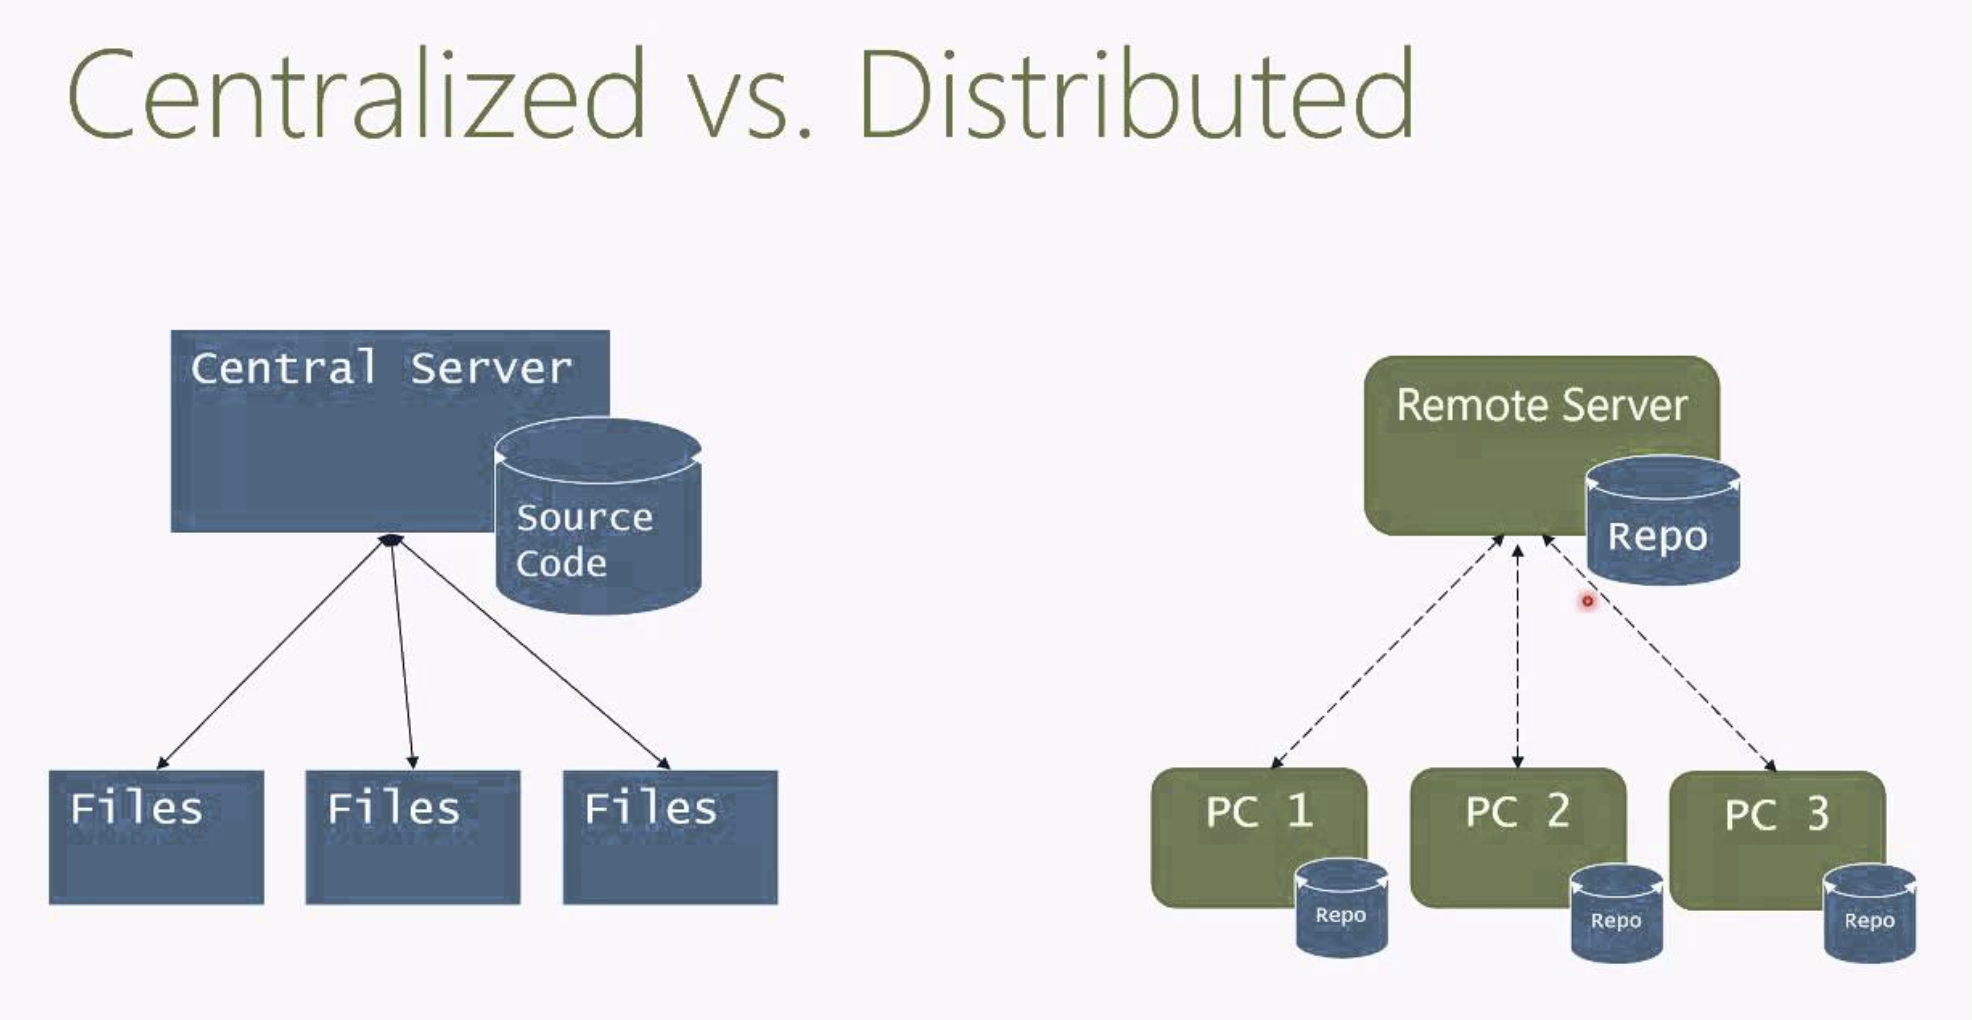 Centralized vs. Distributed
Central Server
Source
Code
Files
Files
Files
Remote Server
Repo
PC 1
Repo
PC 2
Repo
PC 3
Repo